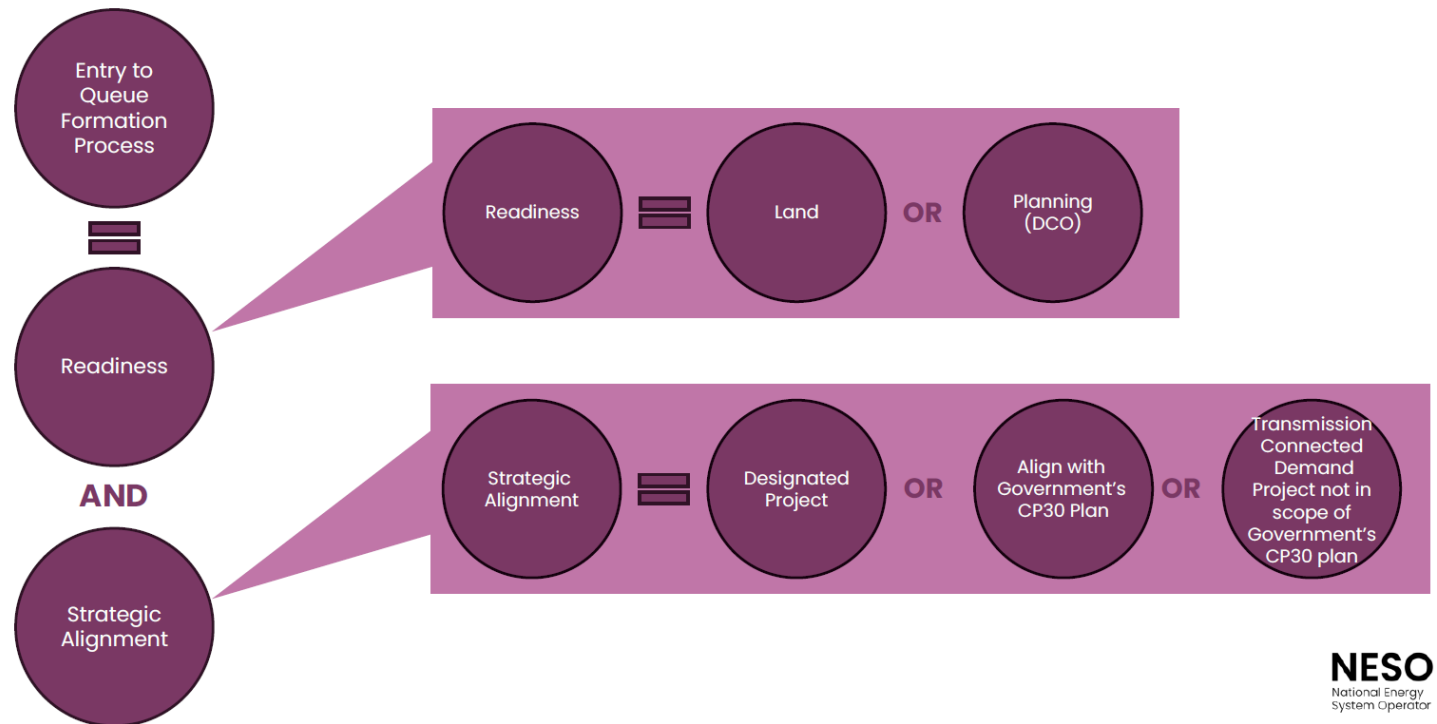 Entry to
Queue
Formation
Process
Readiness
AND
Strategic
Alignment
Readiness
Land
OR
Planning
(DCO)
Strategic
Alignment
Designated
Project
OR
Align with
Government’s
CP30 Plan
OR
Transmission
Connected
Demand
Project not in
scope of
Government’s
CP30 plan
NESO
National Energy
System Operator